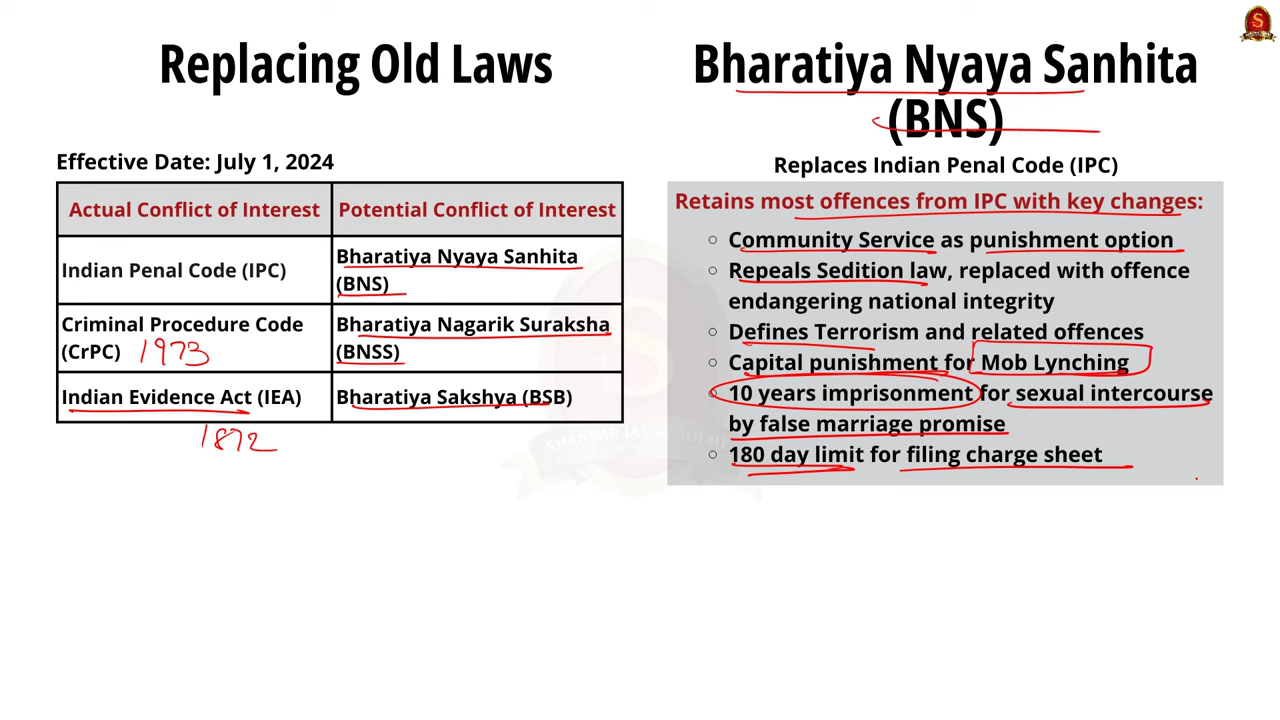 Replacing Old Laws
Effective Date: July 1, 2024
Actual Conflict of Interest
Potential Conflict of Interest
Indian Penal Code (IPC)
Bharatiya Nyaya Sanhita
(BNS)
Criminal Procedure Code
(CrPC) 1973
Bharatiya Nagarik Suraksha
(BNSS)
Indian Evidence Act (IEA)
1872
Bharatiya Sakshya (BSB)
Bharatiya Nyaya Sanhita
(BNS)
Replaces Indian Penal Code (IPC)
Retains most offences from IPC with key changes:
Community Service as punishment option
Repeals Sedition law, replaced with offence
endangering national integrity
Defines Terrorism and related offences
Capital punishment for Mob Lynching
10 years imprisonment for sexual intercourse
by false marriage promise
180 day limit for filing charge sheet
SHANKAR IAS ACADEMY